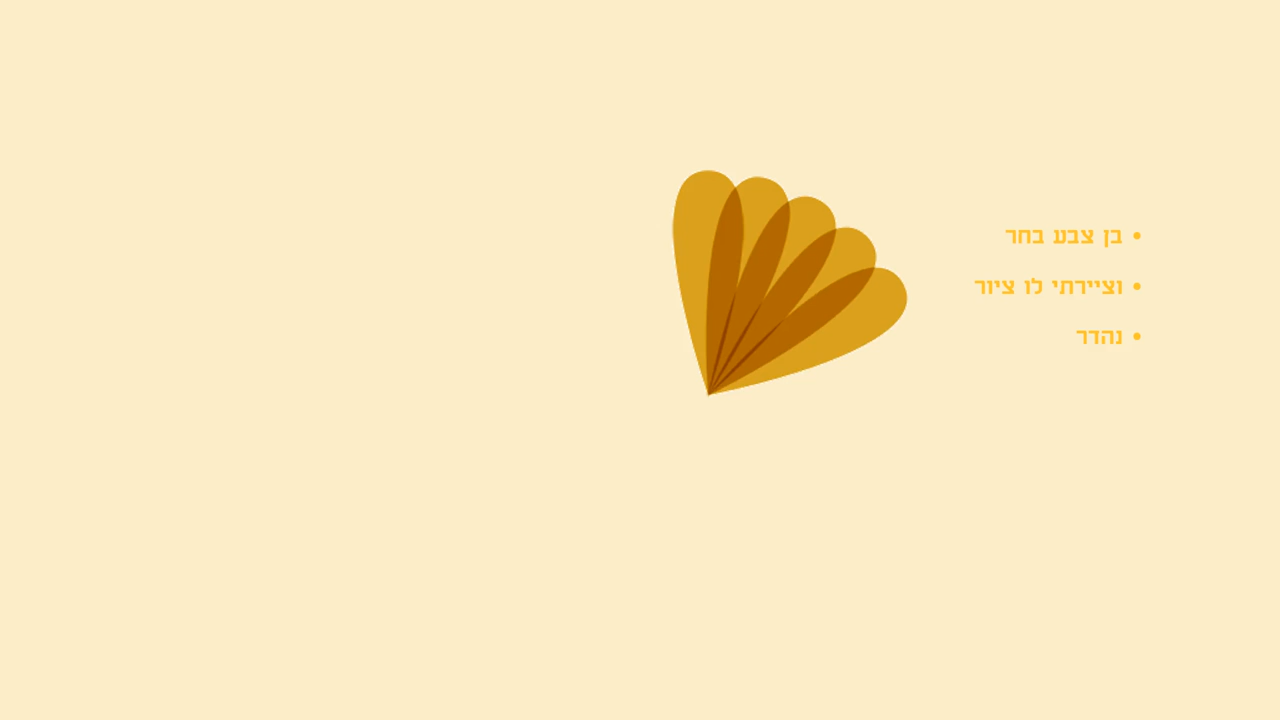 • בן צבע בחר
• וציירתי לו ציור
• נהדר